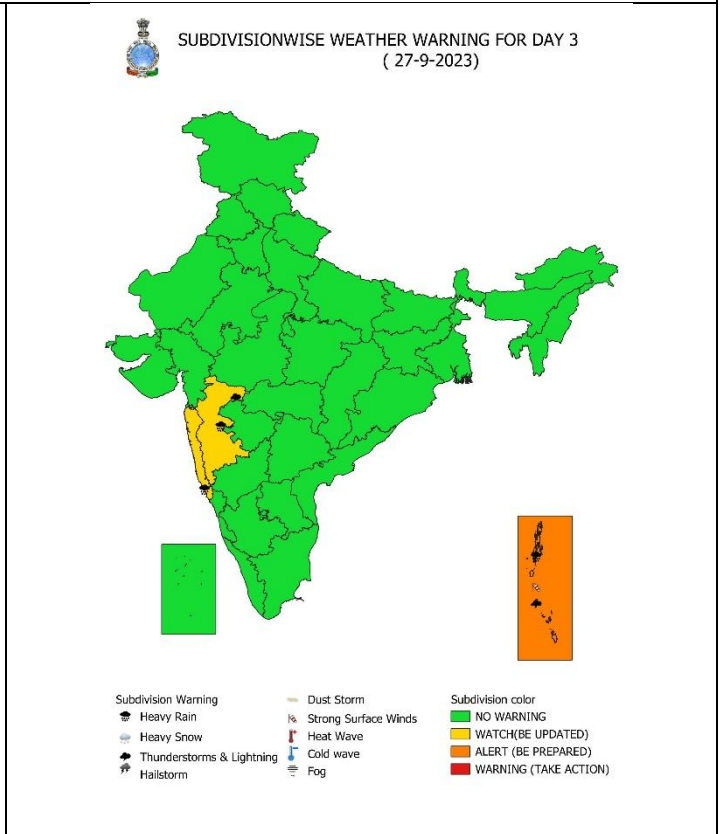 SUBDIVISIONWISE WEATHER WARNING FOR DAY 3
( 27-9-2023)
Subdivision Warning
Heavy Rain
Heavy Snow
Thunderstorms & Lightning
Hailstorm
Dust Storm
Strong Surface Winds
Heat Wave
Cold wave
Fog
Subdivision color
NO WARNING
WATCH(BE UPDATED)
ALERT (BE PREPARED)
WARNING (TAKE ACTION)